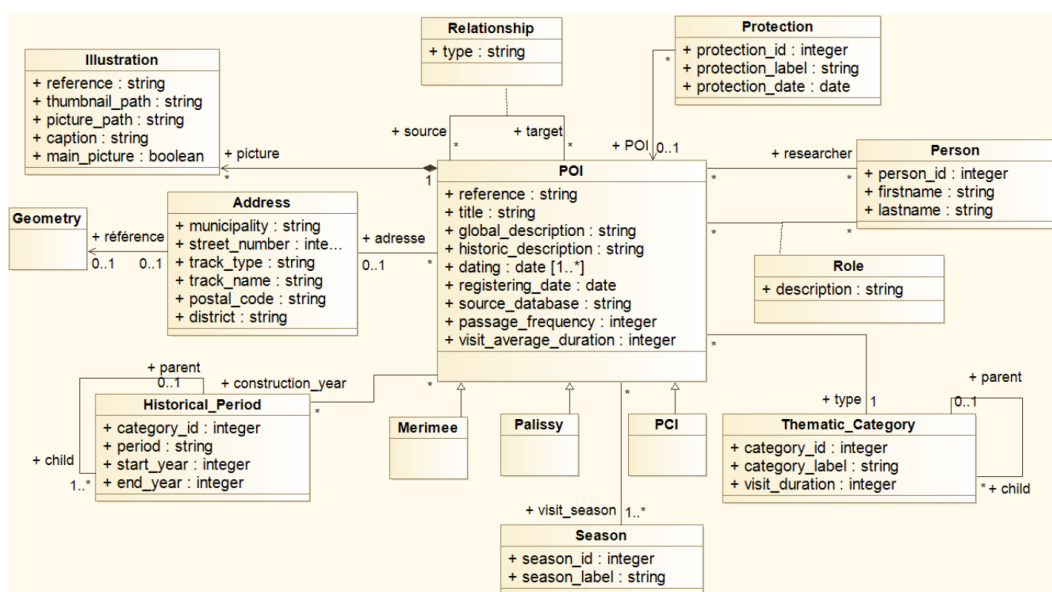 Relationship
+ type : string
Protection
+ protection_id : integer
+ protection_label : string
+ protection_date : date
Illustration
+ reference : string
+ thumbnail_path : string
+ picture_path : string
+ caption : string
+ main_picture : boolean
+ picture
*
1
+ source
*
+ target
*
*
+ POI
0..1
+ researcher
*
*
*
*
Person
+ person_id : integer
+ firstname : string
+ lastname : string
POI
+ reference : string
+ title : string
+ global_description : string
+ historic_description : string
+ dating : date [1..*]
+ registering_date : date
+ source_database : string
+ passage_frequency : integer
+ visit_average_duration : integer
Geometry
+ référence
0..1
0..1
Address
+ municipality : string
+ street_number : inte...
+ track_type : string
+ track_name : string
+ postal_code : string
+ district : string
+ adresse
0..1
*
Role
+ description : string
+ parent
0..1
+ construction_year
*
*
Historical_Period
+ category_id : integer
+ period : string
+ start_year : integer
+ end_year : integer
+ child
1..*
Merimee
Palissy
PCI
*
+ type
1
+ parent
0..1
Thematic_Category
+ category_id : integer
+ category_label : string
+ visit_duration : integer
*
+ child
*
+ visit_season
1..*
Season
+ season_id : integer
+ season_label : string